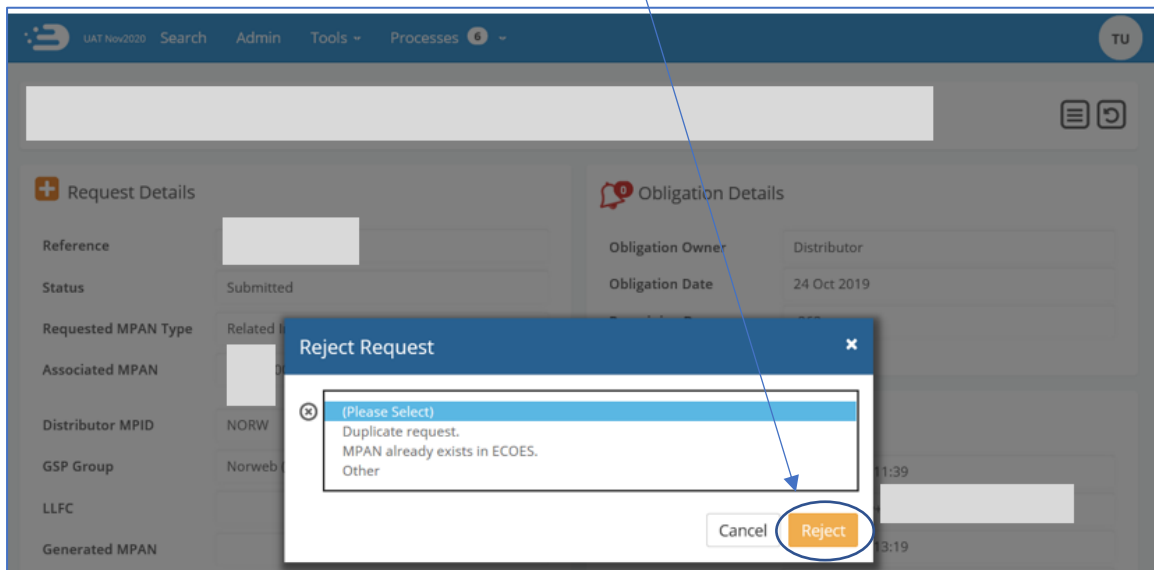 UAT Nov2020 Search Admin Tools Processes 6 TU
Request Details
Reference
Status Submitted
Requested MPAN Type Related
Associated MPAN
Distributor MPID NORW
GSP Group Norweb
LLFC
Generated MPAN
0 Obligation Details
Obligation Owner Distributor
Obligation Date 24 Oct 2019
11:39
13:19
Reject Request ×
(Please Select)
Duplicate request.
MPAN already exists in ECOES.
Other
Cancel Reject